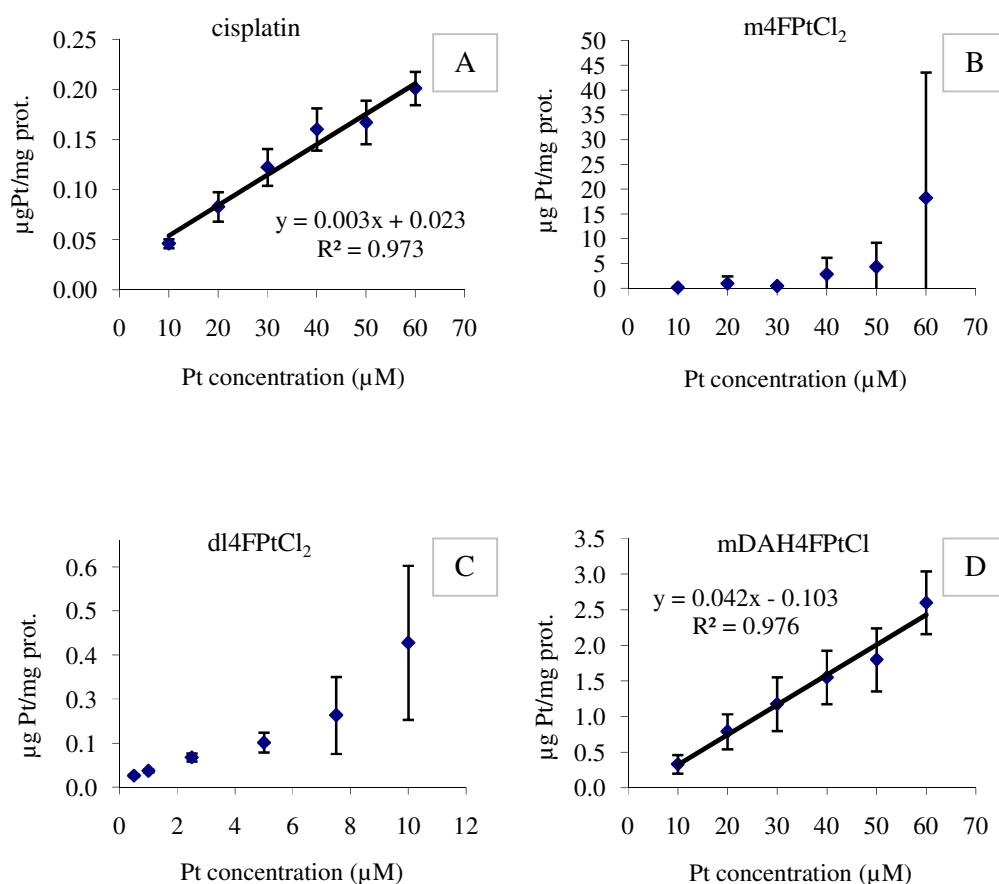 cisplatin
A
0.25
0.20
0.15
0.10
0.05
0.00
µgPt/mg prot.
y = 0.003x + 0.023
R² = 0.973
0 10 20 30 40 50 60 70
Pt concentration (µM)
m4FPtCl₂
B
50
45
40
35
30
25
20
15
10
5
0
µg Pt/mg prot.
0 10 20 30 40 50 60 70
Pt concentration (µM)
dl4FPtCl₂
C
0.6
0.5
0.4
0.3
0.1
0.0
µg Pt/mg prot.
0 2 4 6 8 10 12
Pt concentration (µM)
mDAH4FPtCl
D
3.5
3.0
2.5
2.0
1.5
1.0
0.5
0.0
µg Pt/mg prot.
y = 0.042x - 0.103
R² = 0.976
0 10 20 30 40 50 60 70
Pt concentration (µM)